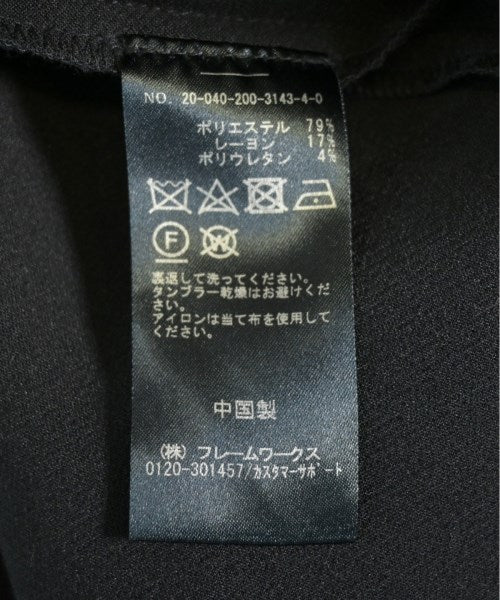 NO. 20-040-200-3143-4-0
ポリエステル 79%
レーヨン 17%
ポリウレタン 4%
F W
裏返して洗ってください。
タンブラー乾燥はお避けくだ
さい。
アイロンは当て布を使用して
ください。
中国製
(株) フレームワークス
0120-301457/カスタマーサポート